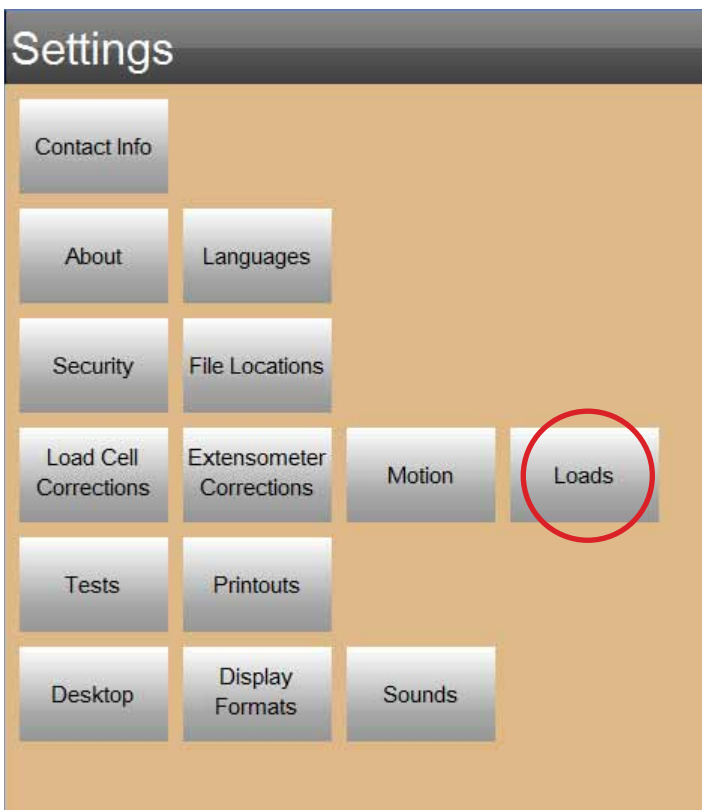 Settings
Contact Info
About
Languages
Security
File Locations
Load Cell
Corrections
Extensometer
Corrections
Motion
Loads
Tests
Printouts
Desktop
Display
Formats
Sounds